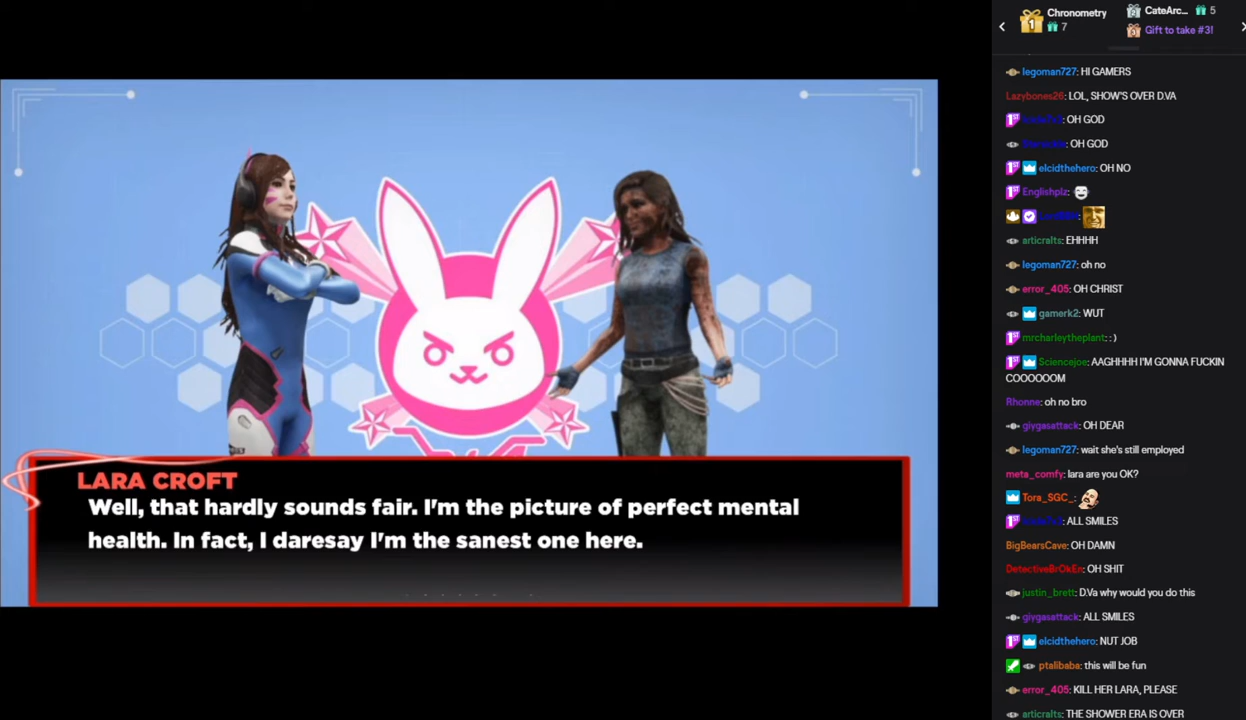 Chronometry
7
CateArc... 5
Gift to take #3!
legoman727: HI GAMERS
Lazybones26: LOL, SHOW'S OVER D.VA
OH GOD
OH GOD
elcidthehero: OH NO
Englishplz:
articralts: EHHHH
legoman727: oh no
error_405: OH CHRIST
gamerk2: WUT
mrcharleytheplant: : )
Sciencejoe: AAGHHHH I'M GONNA FUCKIN
COOOOOOM
Rhonne: oh no bro
giygasattack: OH DEAR
legoman727: wait she's still employed
meta_comfy: lara are you OK?
Tora_SGC_:
ALL SMILES
BigBearsCave: OH DAMN
DetectiveBrOkEn: OH SHIT
justin_brett: D.Va why would you do this
giygasattack: ALL SMILES
elcidthehero: NUT JOB
ptalibaba: this will be fun
error_405: KILL HER LARA, PLEASE
articralts: THE SHOWER ERA IS OVER
LARA CROFT
Well, that hardly sounds fair. I'm the picture of perfect mental
health. In fact, I daresay I'm the sanest one here.